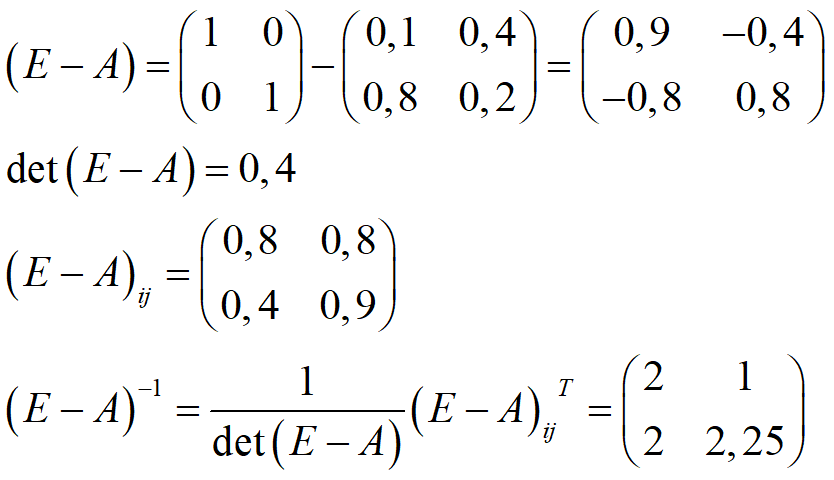 (E − A) = (1 0 0 1) − (0,1 0,4 0,8 0,2) = (0,9 −0,4 −0,8 0,8)
det(E − A) = 0,4
(E − A)ij = (0,8 0,8 0,4 0,9)
(E − A)−1 = 1/det(E − A) (E − A)ij T = (2 1 2 2,25)